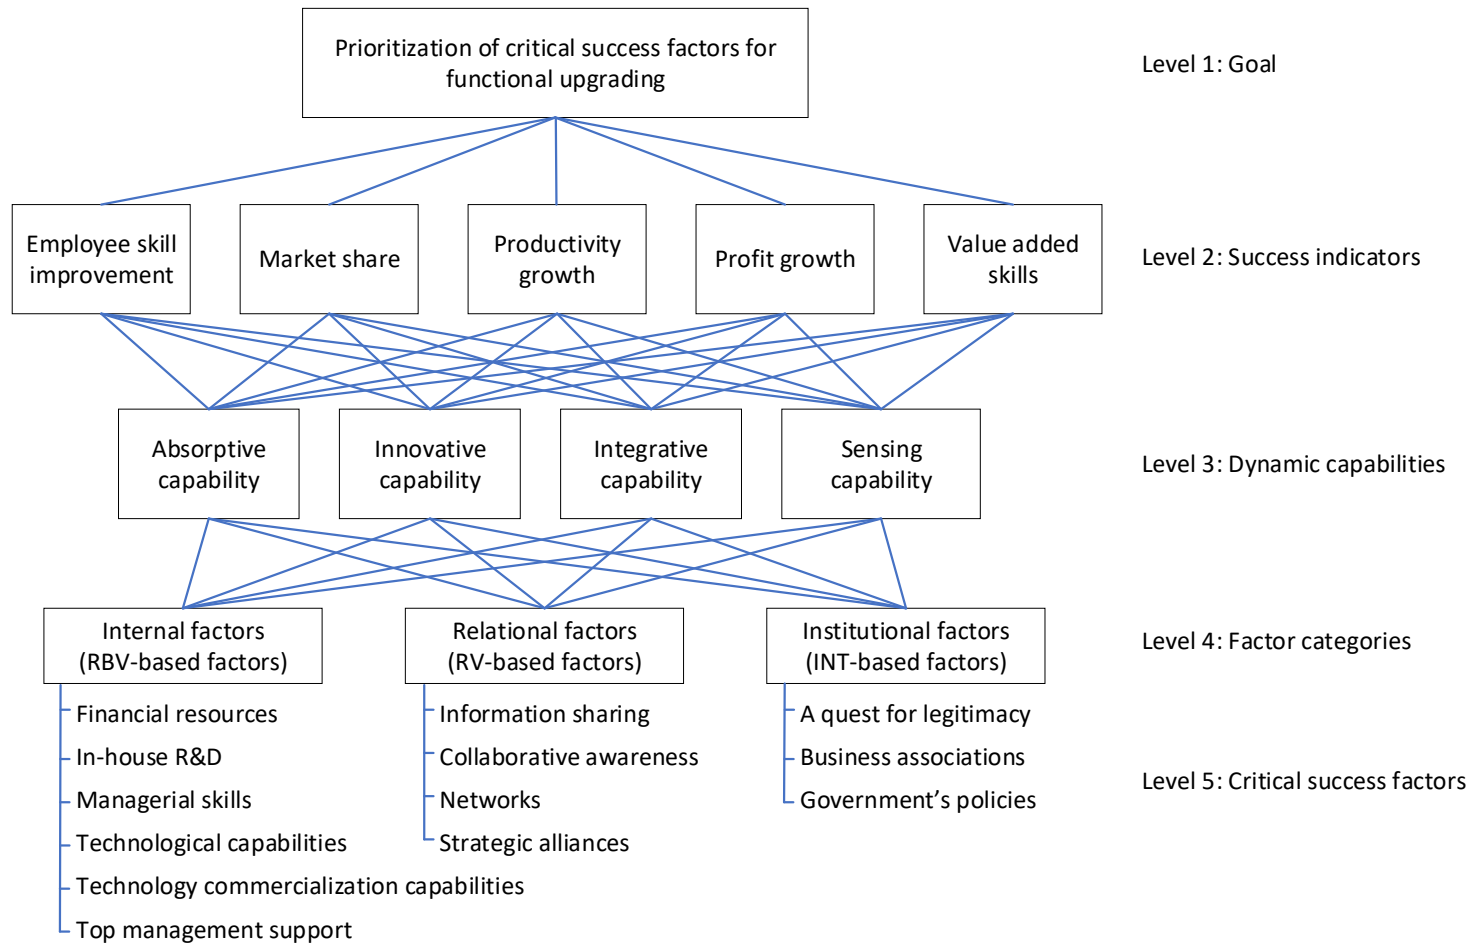 Prioritization of critical success factors for
functional upgrading
Level 1: Goal
Employee skill
improvement
Market share
Productivity
growth
Profit growth
Value added
skills
Level 2: Success indicators
Absorptive
capability
Innovative
capability
Integrative
capability
Sensing
capability
Level 3: Dynamic capabilities
Internal factors
(RBV-based factors)
Relational factors
(RV-based factors)
Institutional factors
(INT-based factors)
Level 4: Factor categories
Financial resources
In-house R&D
Managerial skills
Technological capabilities
Technology commercialization capabilities
Top management support
Information sharing
Collaborative awareness
Networks
Strategic alliances
A quest for legitimacy
Business associations
Government’s policies
Level 5: Critical success factors